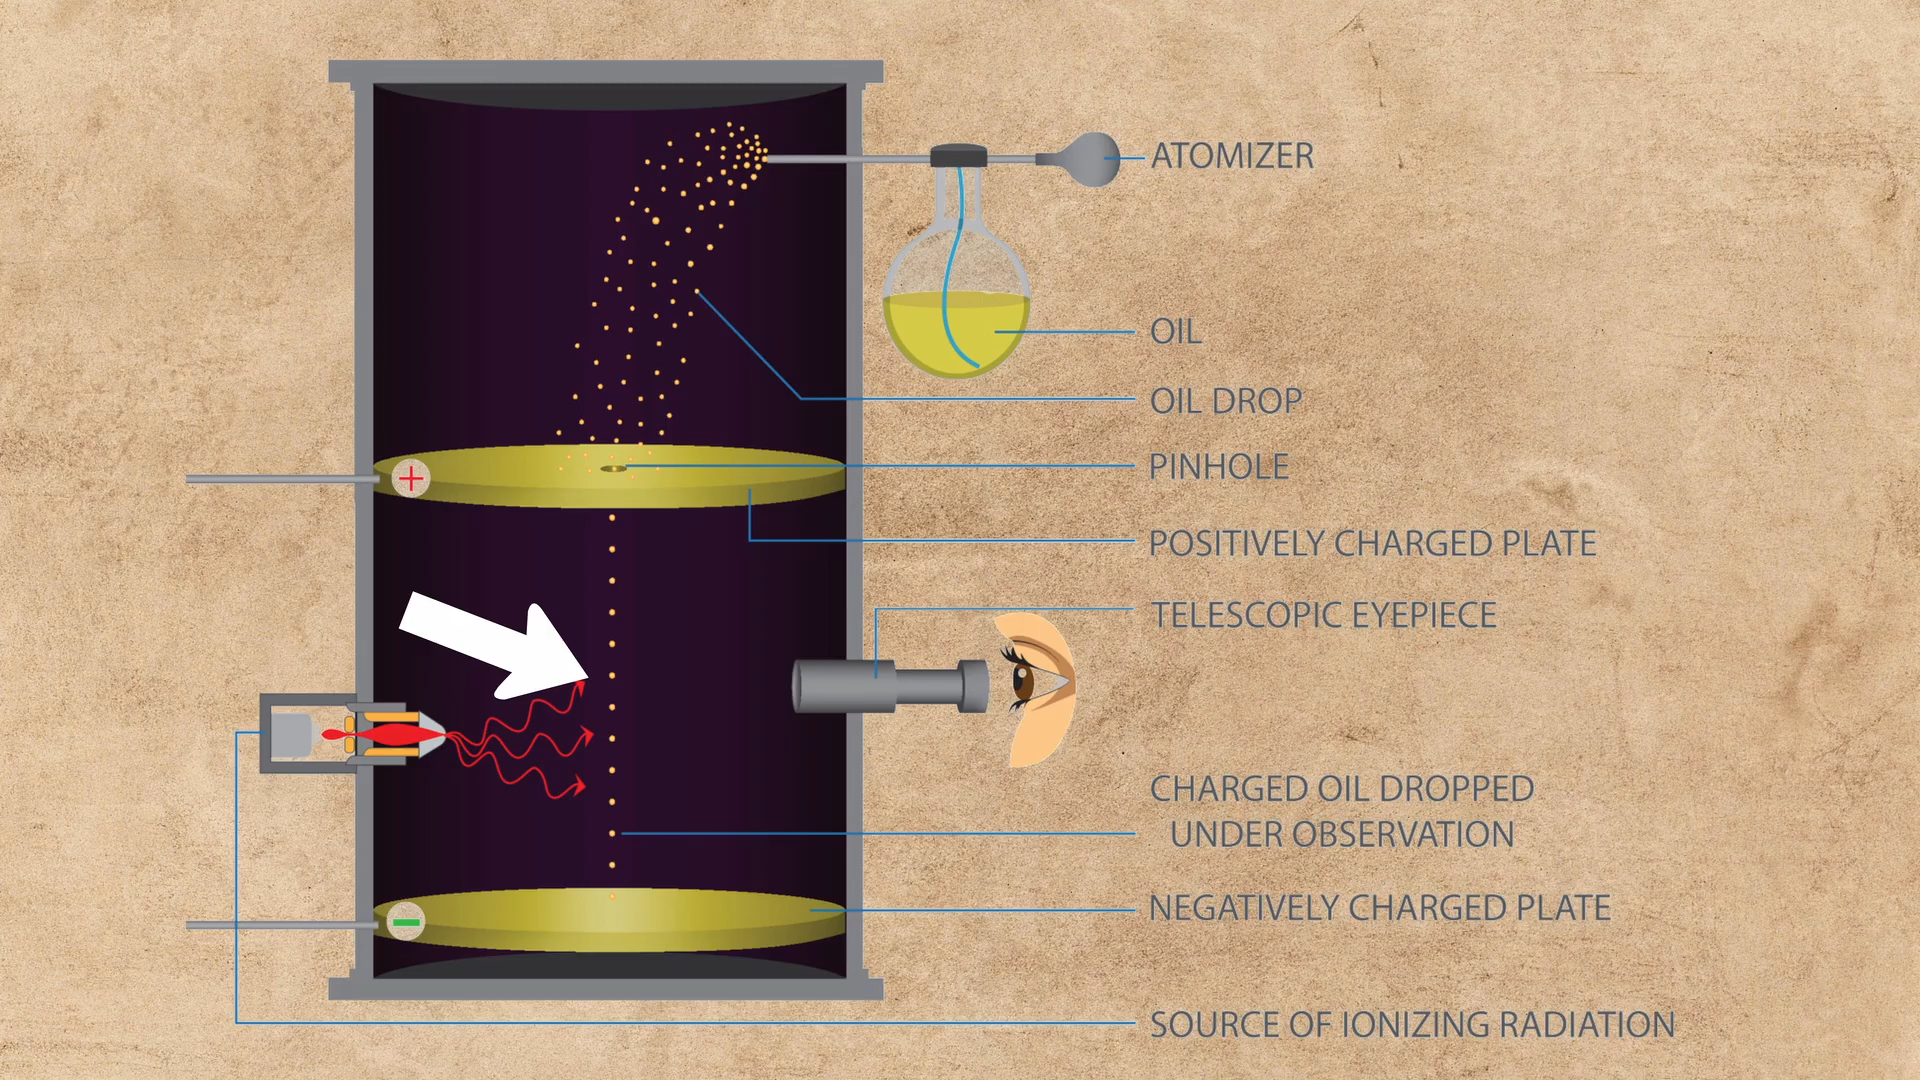 ATOMIZER
OIL
OIL DROP
PINHOLE
+
POSITIVELY CHARGED PLATE
TELESCOPIC EYEPIECE
CHARGED OIL DROPPED
UNDER OBSERVATION
NEGATIVELY CHARGED PLATE
−
SOURCE OF IONIZING RADIATION